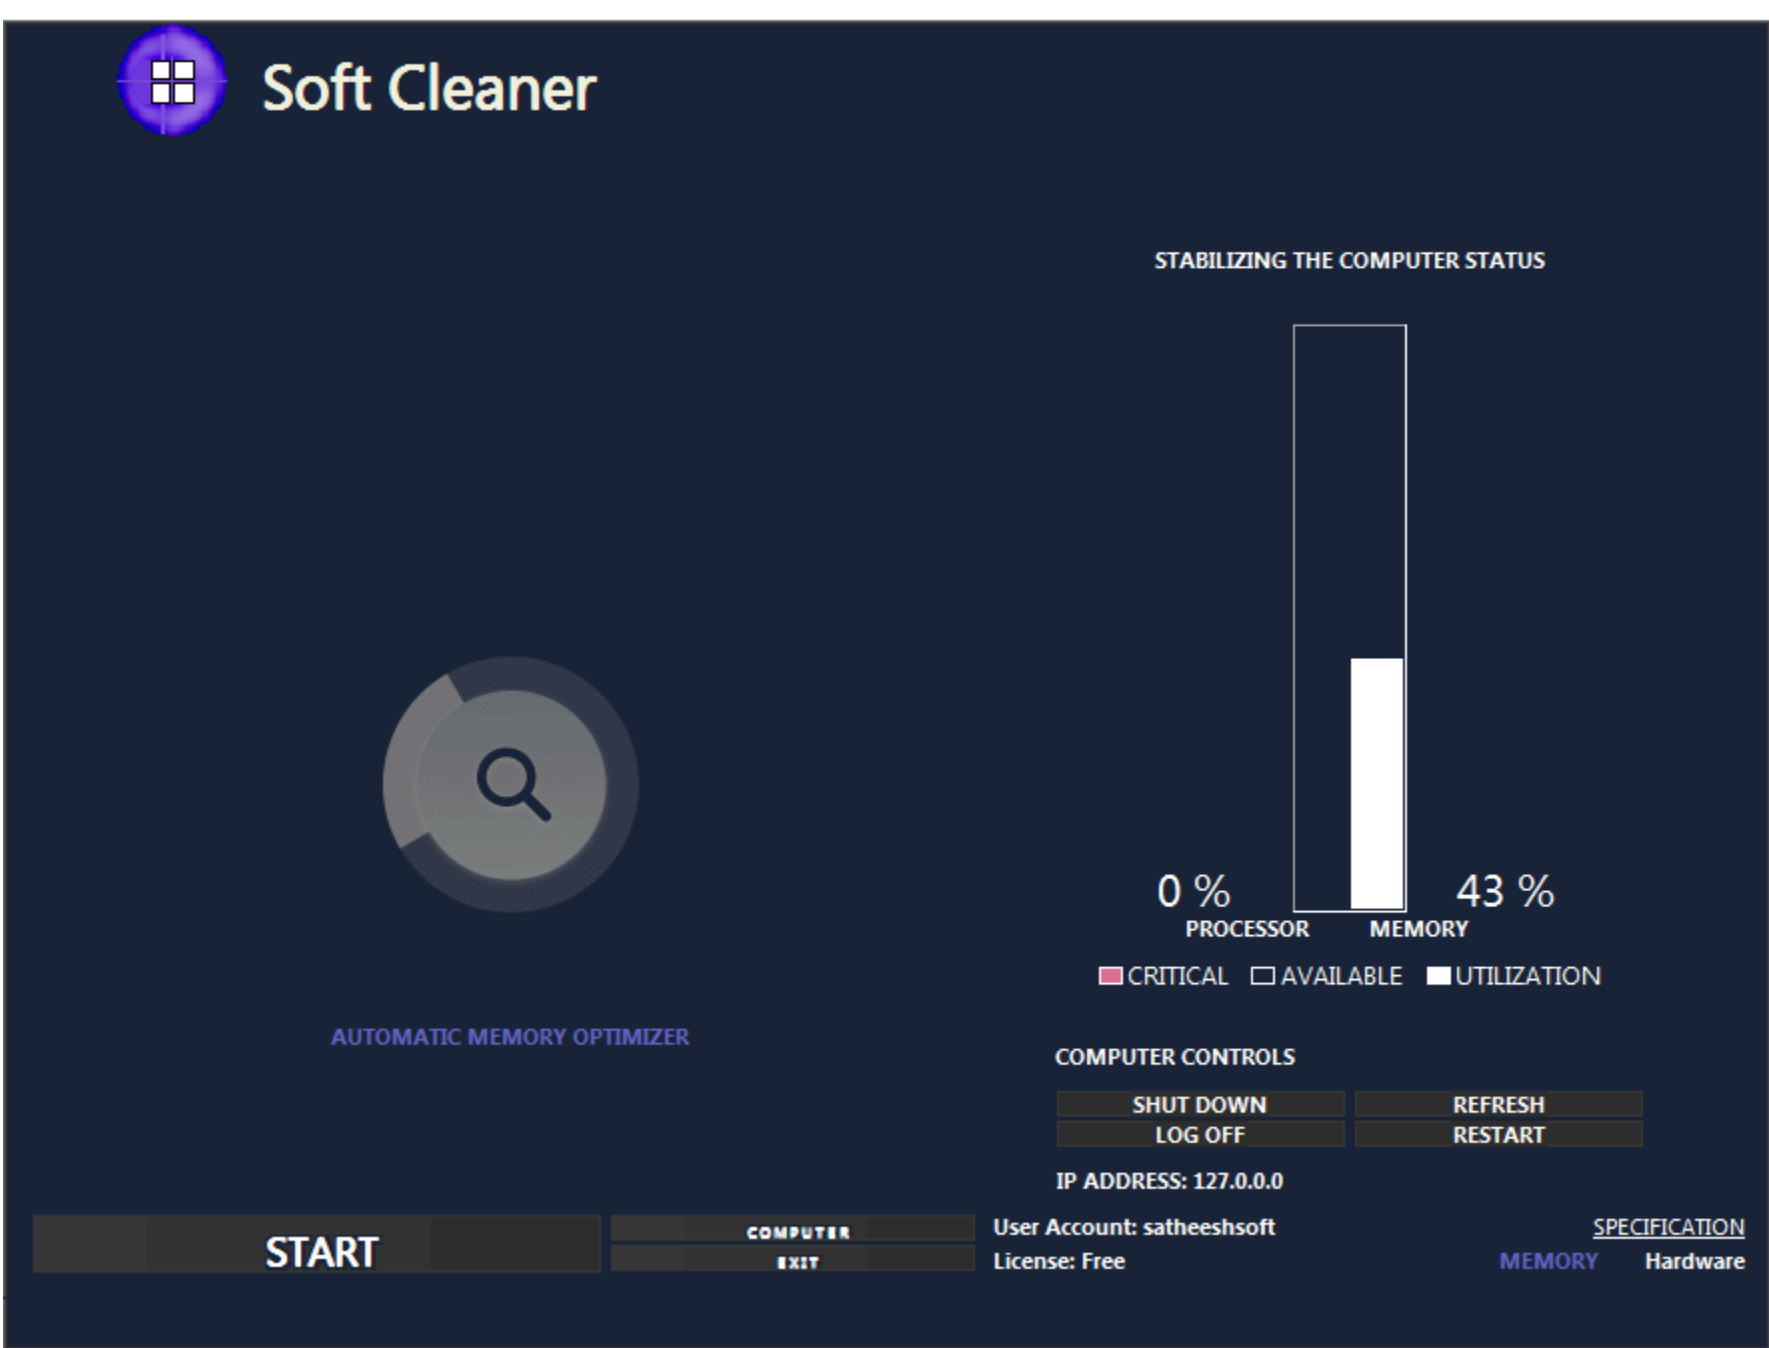 Soft Cleaner
STABILIZING THE COMPUTER STATUS
0 %
43 %
PROCESSOR
MEMORY
CRITICAL
AVAILABLE
UTILIZATION
AUTOMATIC MEMORY OPTIMIZER
COMPUTER CONTROLS
SHUT DOWN
REFRESH
LOG OFF
RESTART
IP ADDRESS: 127.0.0.0
START
COMPUTER
EXIT
User Account: satheeshsoft
SPECIFICATION
License: Free
MEMORY
Hardware